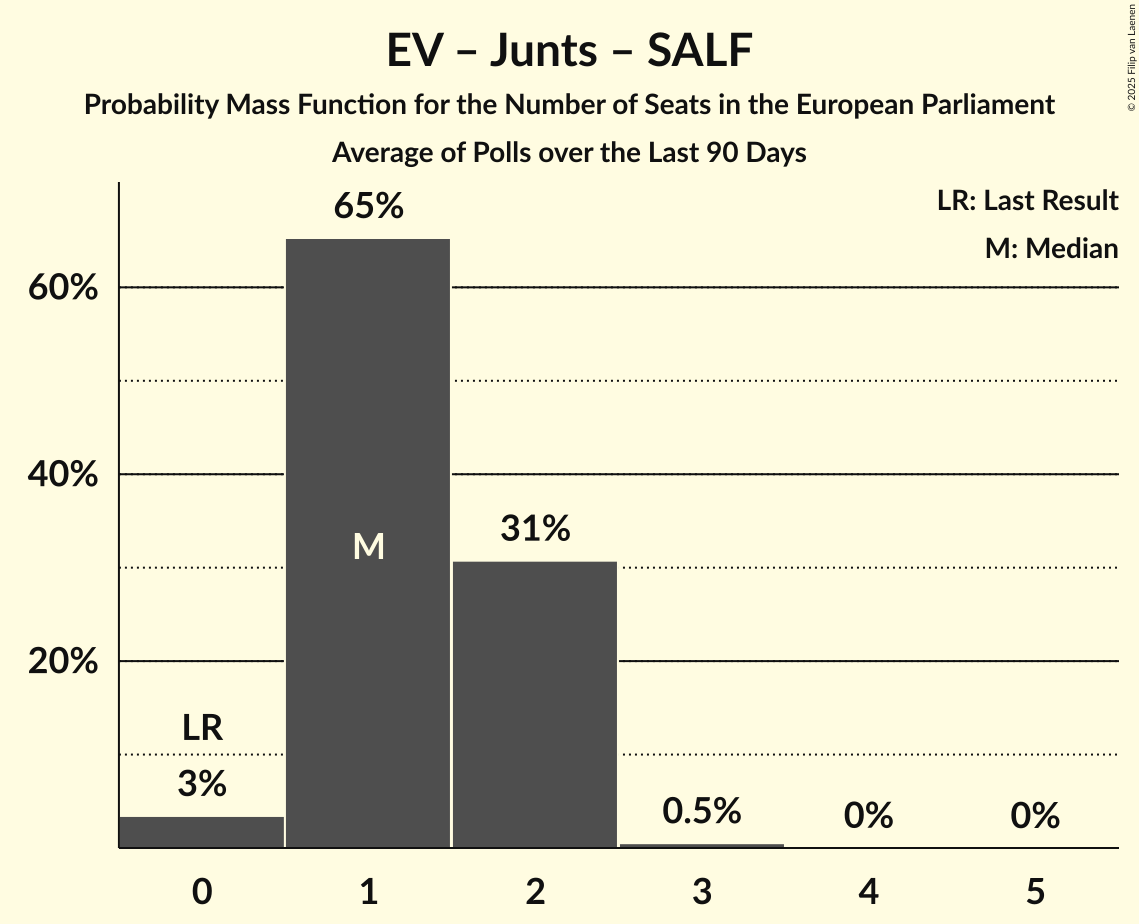 EV – Junts – SALF
Probability Mass Function for the Number of Seats in the European Parliament
Average of Polls over the Last 90 Days
© 2025 Filip van Laenen
LR: Last Result
M: Median
65%
60%
40%
31%
M
20%
LR
3%
0.5%
0%
0%
0 1 2 3 4 5